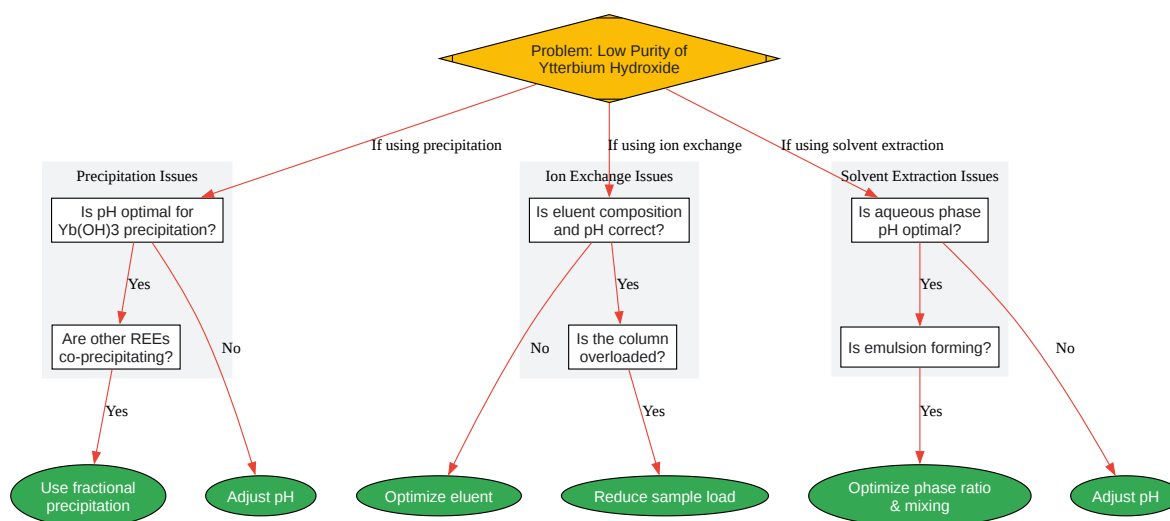 Problem: Low Purity of
Ytterbium Hydroxide
If using precipitation
If using ion exchange
If using solvent extraction
Precipitation Issues
Ion Exchange Issues
Solvent Extraction Issues
Is pH optimal for
Yb(OH)3 precipitation?
Is eluent composition
and pH correct?
Is aqueous phase
pH optimal?
Yes
Yes
Yes
Are other REEs
co-precipitating?
No
No
Is the column
overloaded?
Is emulsion forming?
No
Yes
Yes
Yes
Use fractional
precipitation
Adjust pH
Optimize eluent
Reduce sample load
Optimize phase ratio
& mixing
Adjust pH